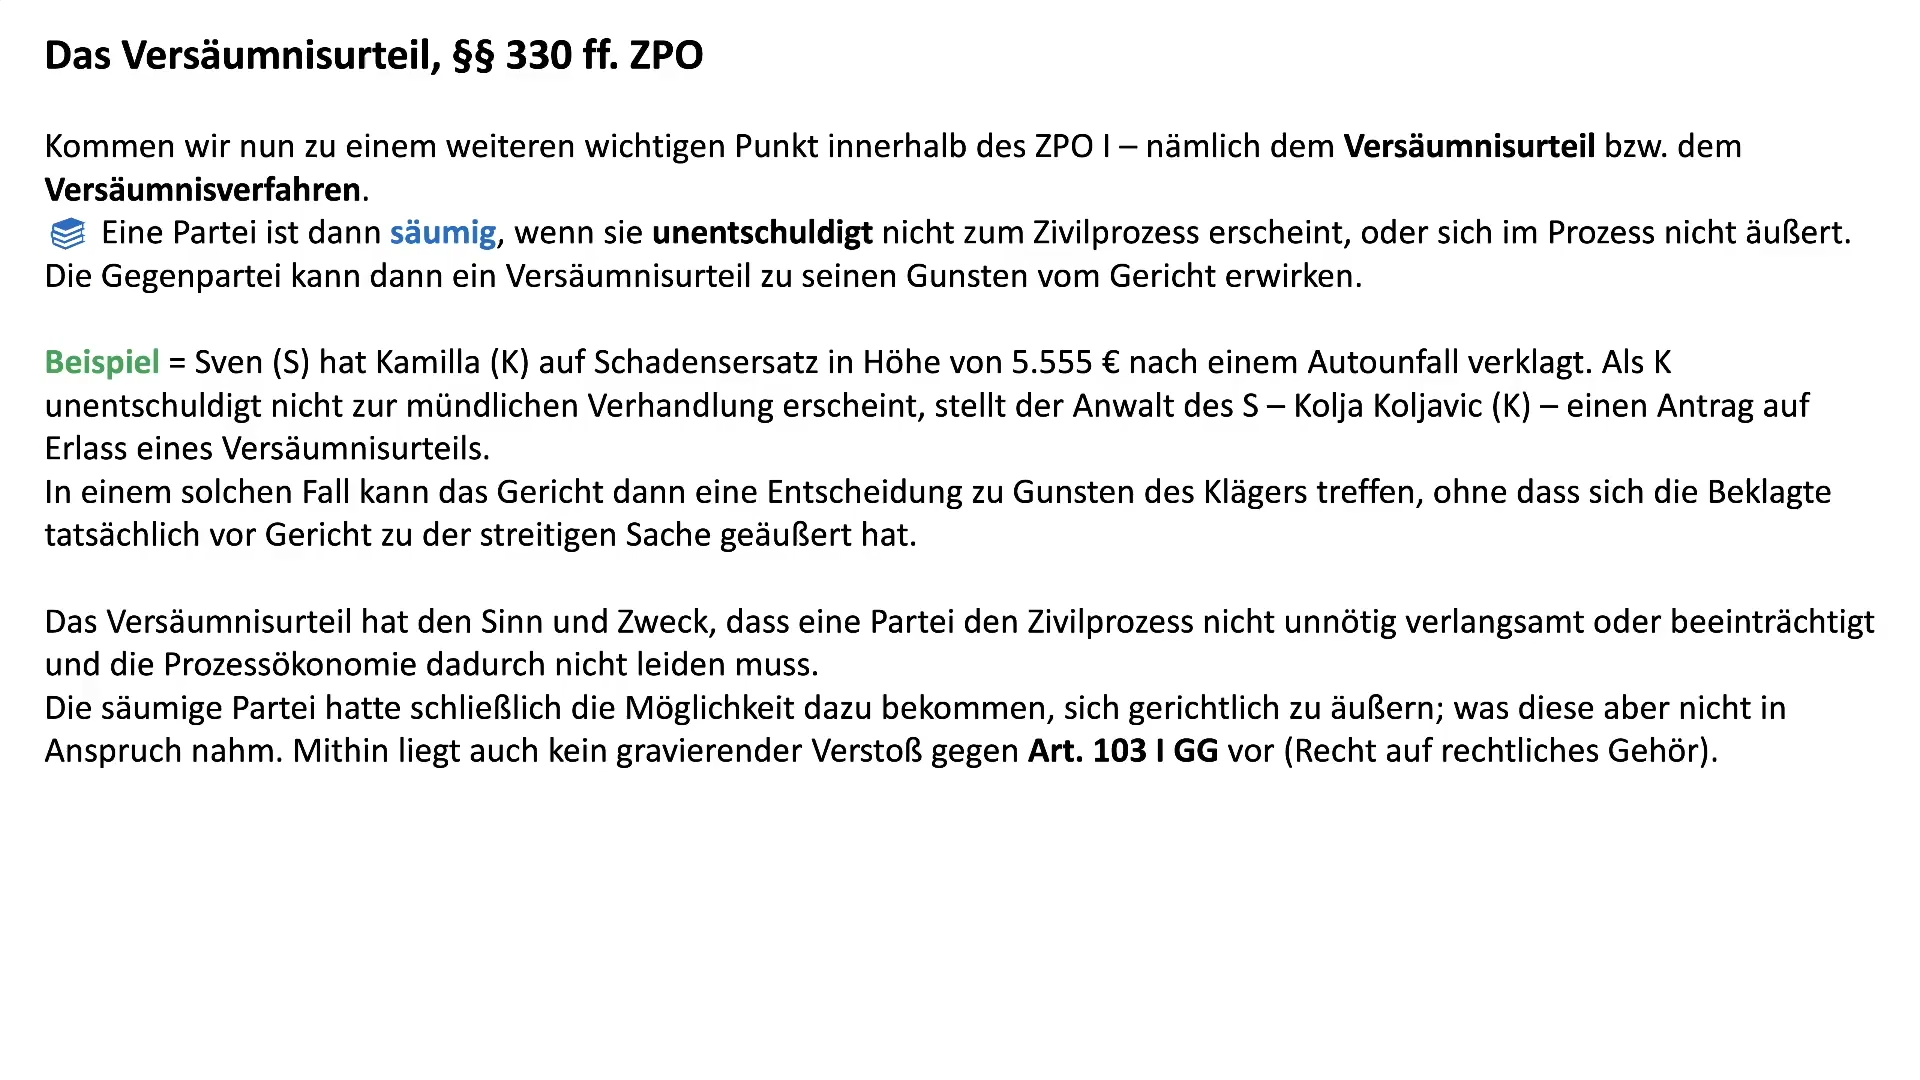 Das Versäumnisurteil, §§ 330 ff. ZPO
Kommen wir nun zu einem weiteren wichtigen Punkt innerhalb des ZPO I – nämlich dem Versäumnisurteil bzw. dem
Versäumnisverfahren.
Eine Partei ist dann säumig, wenn sie unentschuldigt nicht zum Zivilprozess erscheint, oder sich im Prozess nicht äußert.
Die Gegenpartei kann dann ein Versäumnisurteil zu seinen Gunsten vom Gericht erwirken.
Beispiel = Sven (S) hat Kamilla (K) auf Schadensersatz in Höhe von 5.555 € nach einem Autounfall verklagt. Als K
unentschuldigt nicht zur mündlichen Verhandlung erscheint, stellt der Anwalt des S – Kolja Koljavic (K) – einen Antrag auf
Erlass eines Versäumnisurteils.
In einem solchen Fall kann das Gericht dann eine Entscheidung zu Gunsten des Klägers treffen, ohne dass sich die Beklagte
tatsächlich vor Gericht zu der streitigen Sache geäußert hat.
Das Versäumnisurteil hat den Sinn und Zweck, dass eine Partei den Zivilprozess nicht unnötig verlangsamt oder beeinträchtigt
und die Prozessökonomie dadurch nicht leiden muss.
Die säumige Partei hatte schließlich die Möglichkeit dazu bekommen, sich gerichtlich zu äußern; was diese aber nicht in
Anspruch nahm. Mithin liegt auch kein gravierender Verstoß gegen Art. 103 I GG vor (Recht auf rechtliches Gehör).